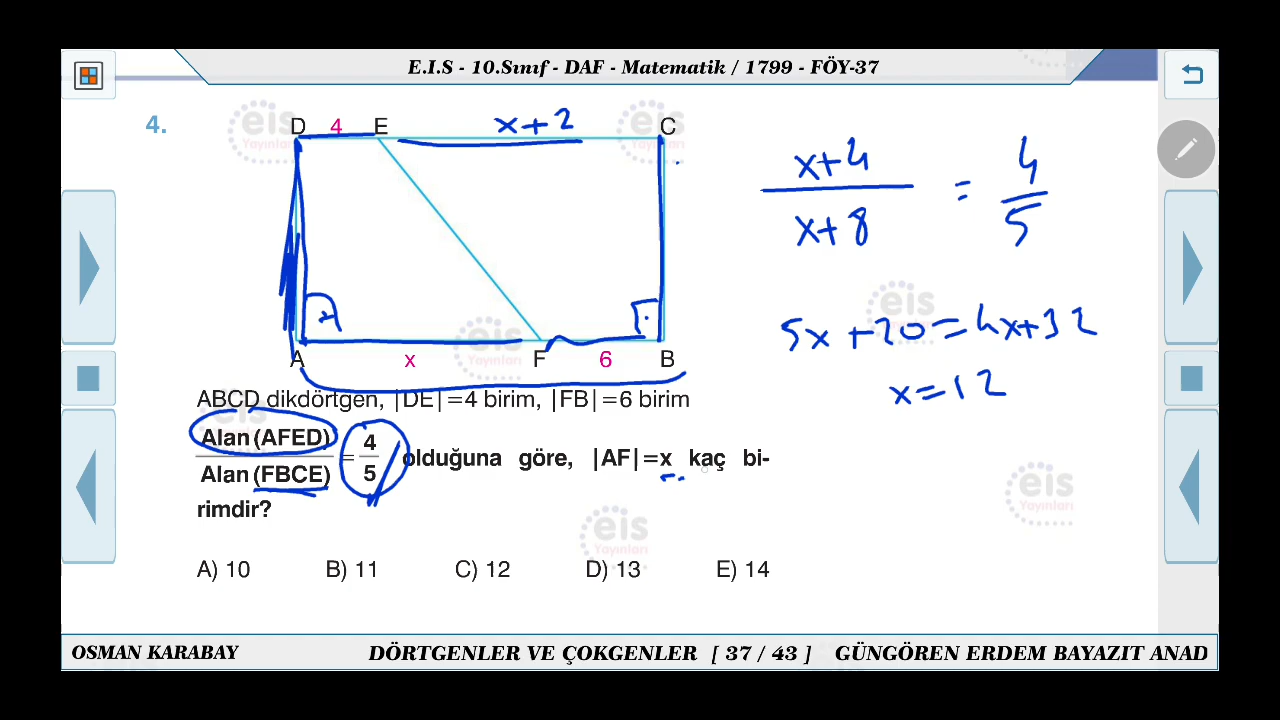 E.I.S - 10.Sınıf - DAF - Matematik / 1799 - FÖY-37
4.
D 4 E x+2 C
A x F 6 B
x+4
x+8
= 4
5
5x+20=4x+32
x=12
ABCD dikdörtgen, |DE|=4 birim, |FB|=6 birim
Alan (AFED)
Alan (FBCE)
= 4
5
olduğuna göre, |AF|=x kaç bi-
rimdir?
A) 10 B) 11 C) 12 D) 13 E) 14
eis Yayınları
OSMAN KARABAY DÖRTGENLER VE ÇOKGENLER [ 37 / 43 ] GÜNGÖREN ERDEM BAYAZIT ANAD